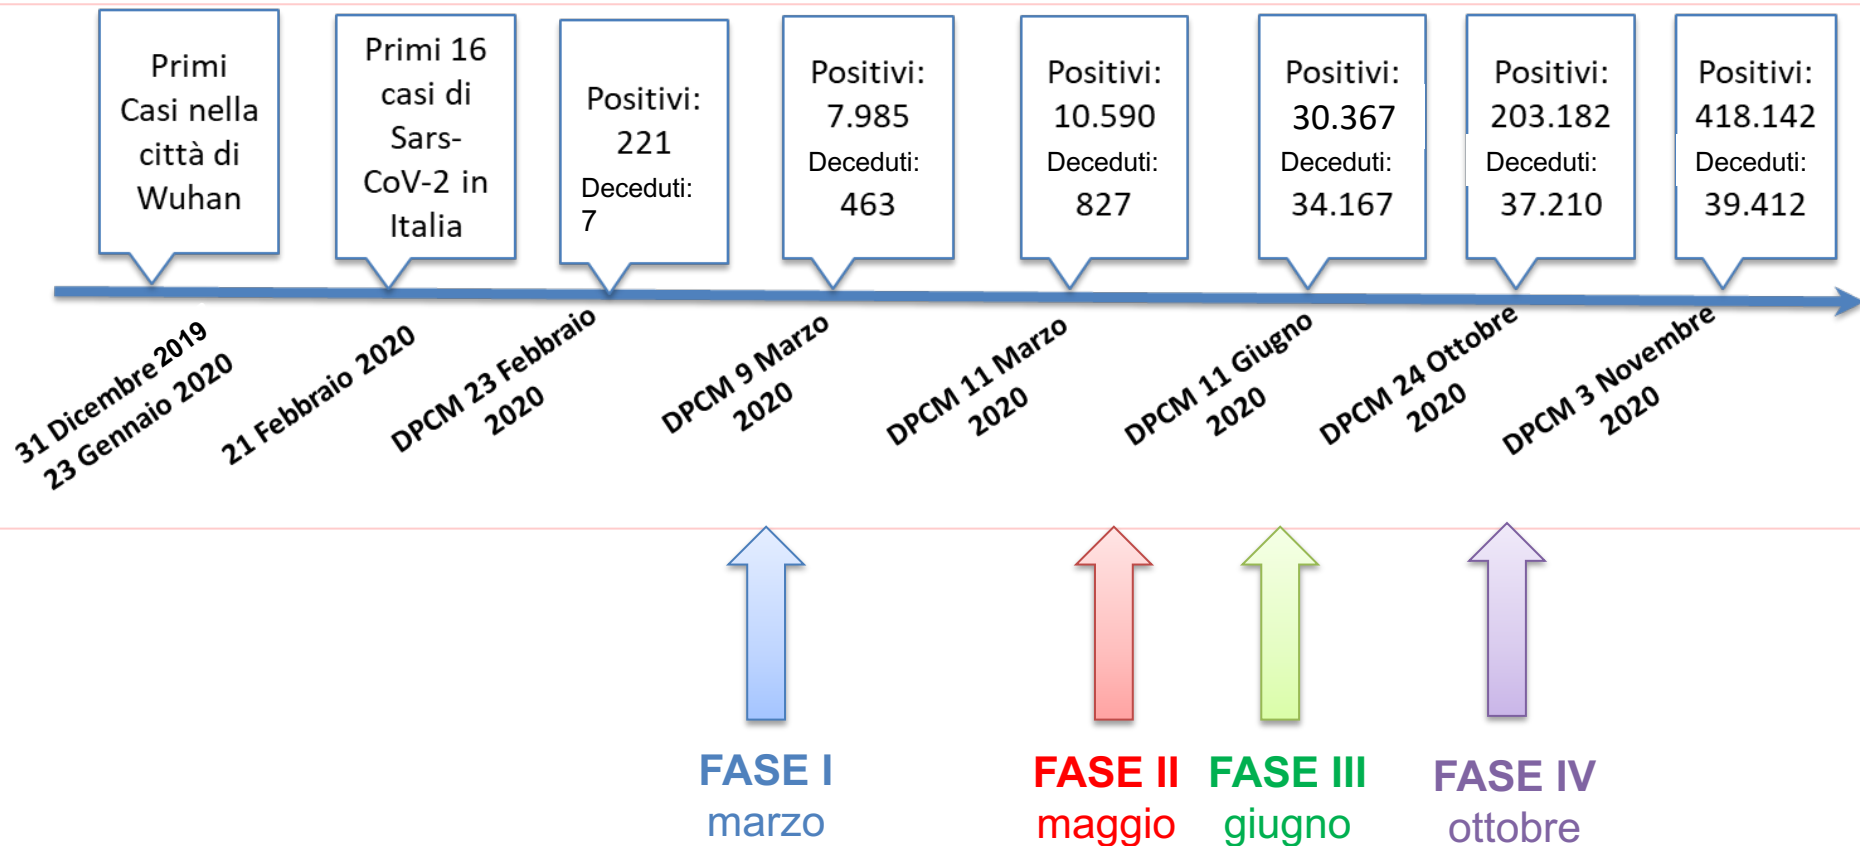 Primi
Casi nella
città di
Wuhan
Primi 16
casi di
Sars-
CoV-2 in
Italia
Positivi:
221
Deceduti:
7
Positivi:
7.985
Deceduti:
463
Positivi:
10.590
Deceduti:
827
Positivi:
30.367
Deceduti:
34.167
Positivi:
203.182
Deceduti:
37.210
Positivi:
418.142
Deceduti:
39.412
31 Dicembre 2019
23 Gennaio 2020
21 Febbraio 2020
DPCM 23 Febbraio
2020
DPCM 9 Marzo
2020
DPCM 11 Marzo
2020
DPCM 11 Giugno
2020
DPCM 24 Ottobre
2020
DPCM 3 Novembre
2020
FASE I
marzo
FASE II
maggio
FASE III
giugno
FASE IV
ottobre